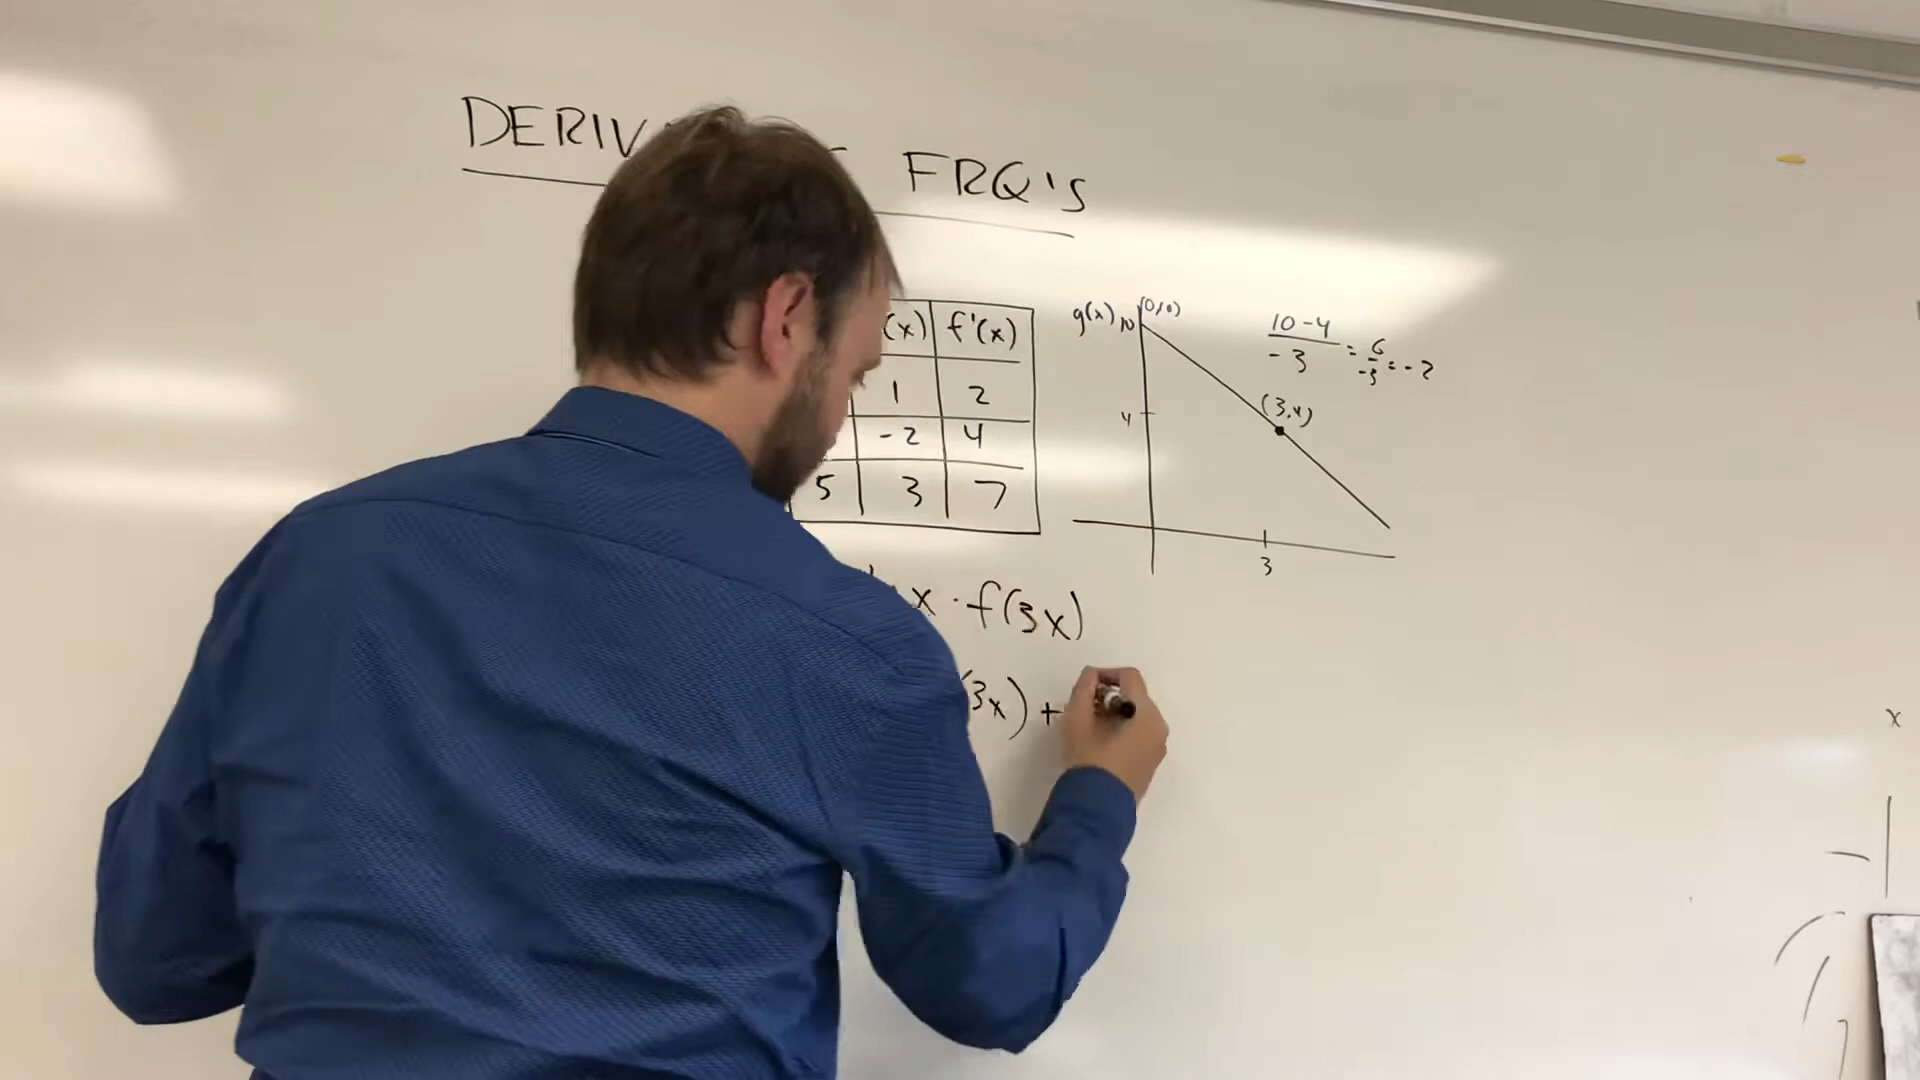 DERIV FRQ'S
(x) f'(x)
1 2
-2 4
5 3 7
g(x) 10 (0,10)
4
(3,4)
3
10-4
-3
= 6
-3
= -2
x · f(3x)
(3x) +
x